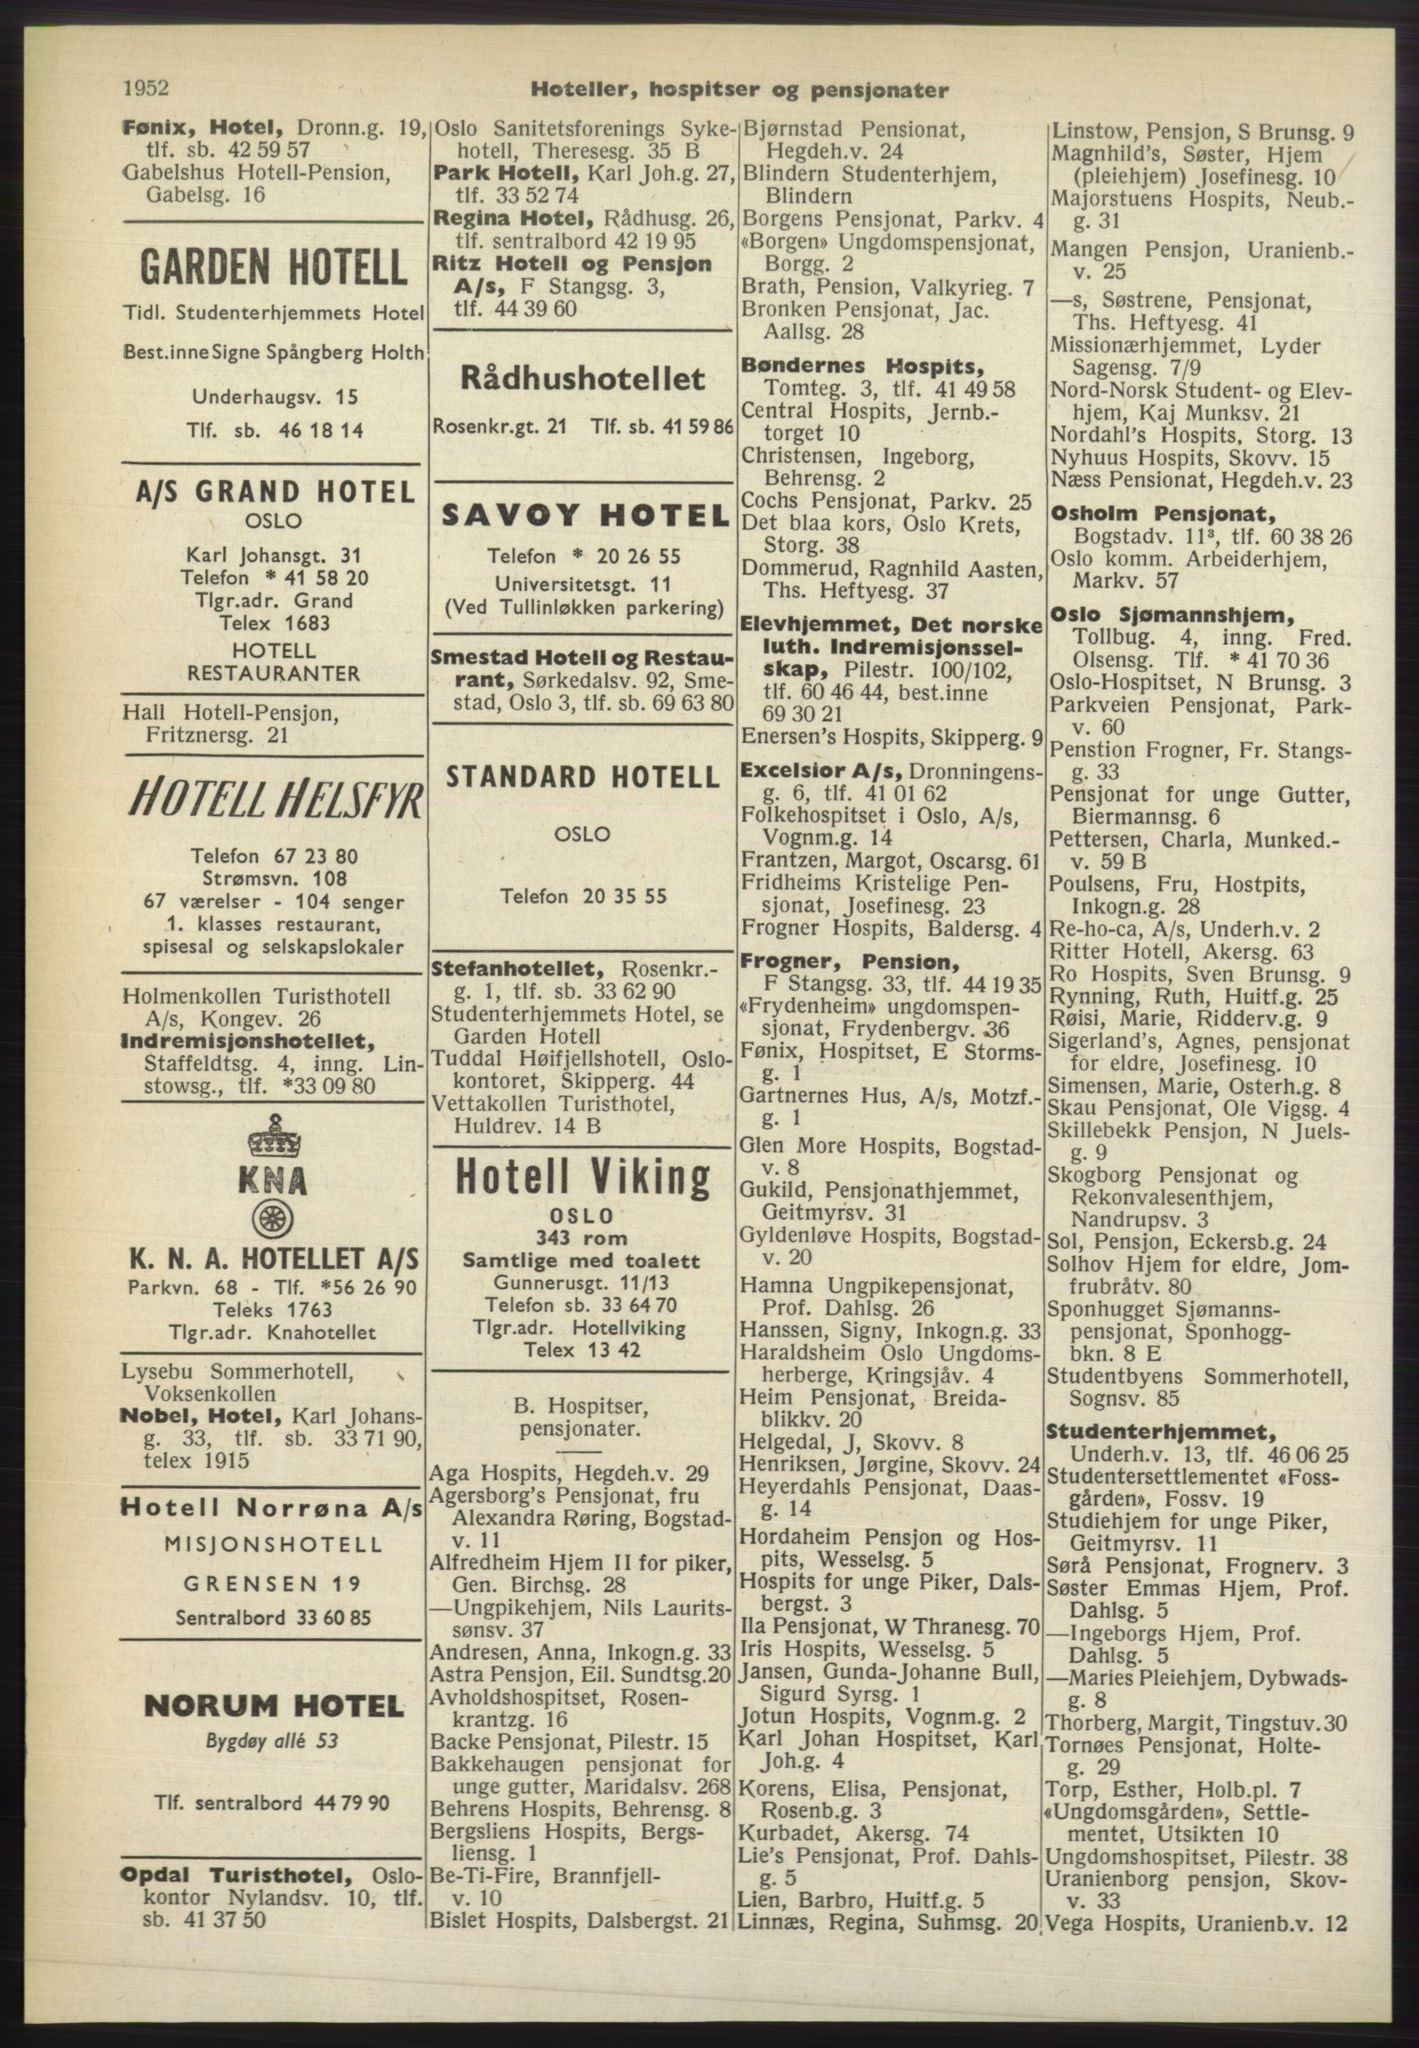 1952
Hoteller, hospitser og pensjonater
Fønix, Hotel, Dronn.g. 19,
tlf. sb. 42 59 57
Gabelshus Hotell-Pension,
Gabelsg. 16
GARDEN HOTELL
Tidl. Studenterhjemmets Hotel
Best.inne Signe Spångberg Holth
Underhaugsv. 15
Tlf. sb. 46 18 14
A/S GRAND HOTEL
OSLO
Karl Johansgt. 31
Telefon * 41 58 20
Tlgr.adr. Grand
Telex 1683
HOTELL
RESTAURANTER
Hall Hotell-Pensjon,
Fritznersg. 21
HOTELL HELSFYR
Telefon 67 23 80
Strømsvn. 108
67 værelser - 104 senger
1. klasses restaurant,
spisesal og selskapslokaler
Holmenkollen Turisthotell
A/s, Kongev. 26
Indremisjonshotellet,
Staffeldtsg. 4, inng. Lin-
stowsg., tlf. *33 09 80
KNA
K. N. A. HOTELLET A/S
Parkvn. 68 - Tlf. *56 26 90
Teleks 1763
Tlgr.adr. Knahotellet
Lysebu Sommerhotell,
Voksenkollen
Nobel, Hotel, Karl Johans-
g. 33, tlf. sb. 33 71 90,
telex 1915
Hotell Norrøna A/s
MISJONSHOTELL
GRENSEN 19
Sentralbord 33 60 85
NORUM HOTEL
Bygdøy allé 53
Tlf. sentralbord 44 79 90
Opdal Turisthotel, Oslo-
kontor Nylandsv. 10, tlf.
sb. 41 37 50
Oslo Sanitetsforenings Syke-
hotell, Theresesg. 35 B
Park Hotell, Karl Joh.g. 27,
tlf. 33 52 74
Regina Hotel, Rådhusg. 26,
tlf. sentralbord 42 19 95
Ritz Hotell og Pensjon
A/s, F Stangsg. 3,
tlf. 44 39 60
Rådhushotellet
Rosenkr.gt. 21 Tlf. sb. 41 59 86
SAVOY HOTEL
Telefon * 20 26 55
Universitetsgt. 11
(Ved Tullinløkken parkering)
Smestad Hotell og Restau-
rant, Sørkedalsv. 92, Sme-
stad, Oslo 3, tlf. sb. 69 63 80
STANDARD HOTELL
OSLO
Telefon 20 35 55
Stefanhotellet, Rosenkr.-
g. 1, tlf. sb. 33 62 90
Studenterhjemmets Hotel, se
Garden Hotell
Tuddal Høifjellshotell, Oslo-
kontoret, Skipperg. 44
Vettakollen Turisthotel,
Huldrev. 14 B
Hotell Viking
OSLO
343 rom
Samtlige med toalett
Gunnerusgt. 11/13
Telefon sb. 33 64 70
Tlgr.adr. Hotellviking
Telex 13 42
B. Hospitser,
pensjonater.
Aga Hospits, Hegdeh.v. 29
Agersborg's Pensjonat, fru
Alexandra Røring, Bogstad-
v. 11
Alfredheim Hjem II for piker,
Gen. Birchsg. 28
—Ungpikehjem, Nils Laurits-
sønsv. 37
Andresen, Anna, Inkogn.g. 33
Astra Pensjon, Eil. Sundtsg.20
Avholdshospitset, Rosen-
krantzg. 16
Backe Pensjonat, Pilestr. 15
Bakkehaugen pensjonat for
unge gutter, Maridalsv. 268
Behrens Hospits, Behrensg. 8
Bergsliens Hospits, Bergs-
liensg. 1
Be-Ti-Fire, Brannfjell-
v. 10
Bislet Hospits, Dalsbergst. 21
Bjørnstad Pensionat,
Hegdeh.v. 24
Blindern Studenterhjem,
Blindern
Borgens Pensjonat, Parkv. 4
«Borgen» Ungdomspensjonat,
Borgg. 2
Brath, Pension, Valkyrieg. 7
Bronken Pensjonat, Jac.
Aallsg. 28
Bøndernes Hospits,
Tomteg. 3, tlf. 41 49 58
Central Hospits, Jernb.-
torget 10
Christensen, Ingeborg,
Behrensg. 2
Cochs Pensjonat, Parkv. 25
Det blaa kors, Oslo Krets,
Storg. 38
Dommerud, Ragnhild Aasten,
Ths. Heftyesg. 37
Elevhjemmet, Det norske
luth. Indremisjonssel-
skap, Pilestr. 100/102,
tlf. 60 46 44, best.inne
69 30 21
Enersen's Hospits, Skipperg. 9
Excelsior A/s, Dronningens-
g. 6, tlf. 41 01 62
Folkehospitset i Oslo, A/s,
Vognm.g. 14
Frantzen, Margot, Oscarsg. 61
Fridheims Kristelige Pen-
sjonat, Josefinesg. 23
Frogner Hospits, Baldersg. 4
Frogner, Pension,
F Stangsg. 33, tlf. 44 19 35
«Frydenheim» ungdomspen-
sjonat, Frydenbergv. 36
Fønix, Hospitset, E Storms-
g. 1
Gartnernes Hus, A/s, Motzf.-
g. 1
Glen More Hospits, Bogstad-
v. 8
Gukild, Pensjonathjemmet,
Geitmyrsv. 31
Gyldenløve Hospits, Bogstad-
v. 20
Hamna Ungpikepensjonat,
Prof. Dahlsg. 26
Hanssen, Signy, Inkogn.g. 33
Haraldsheim Oslo Ungdoms-
herberge, Kringsjåv. 4
Heim Pensjonat, Breida-
blikkv. 20
Helgedal, J, Skovv. 8
Henriksen, Jørgine, Skovv. 24
Heyerdahls Pensjonat, Daas-
g. 14
Hordaheim Pensjon og Hos-
pits, Wesselsg. 5
Hospits for unge Piker, Dals-
bergst. 3
Ila Pensjonat, W Thranesg. 70
Iris Hospits, Wesselsg. 5
Jansen, Gunda-Johanne Bull,
Sigurd Syrsg. 1
Jotun Hospits, Vognm.g. 2
Karl Johan Hospitset, Karl
Joh.g. 4
Korens, Elisa, Pensjonat,
Rosenb.g. 3
Kurbadet, Akersg. 74
Lie's Pensjonat, Prof. Dahls-
g. 5
Lien, Barbro, Huitf.g. 5
Linnæs, Regina, Suhmsg. 20
Linstow, Pensjon, S Brunsg. 9
Magnhild's, Søster, Hjem
(pleiehjem) Josefinesg. 10
Majorstuens Hospits, Neub.-
g. 31
Mangen Pensjon, Uranienb.-
v. 25
—s, Søstrene, Pensjonat,
Ths. Heftyesg. 41
Missionærhjemmet, Lyder
Sagensg. 7/9
Nord-Norsk Student- og Elev-
hjem, Kaj Munksv. 21
Nordahl's Hospits, Storg. 13
Nyhuus Hospits, Skovv. 15
Næss Pensionat, Hegdeh.v. 23
Osholm Pensjonat,
Bogstadv. 11³, tlf. 60 38 26
Oslo komm. Arbeiderhjem,
Markv. 57
Oslo Sjømannshjem,
Tollbug. 4, inng. Fred.
Olsensg. Tlf. * 41 70 36
Oslo-Hospitset, N Brunsg. 3
Parkveien Pensjonat, Park-
v. 60
Penstion Frogner, Fr. Stangs-
g. 33
Pensjonat for unge Gutter,
Biermannsg. 6
Pettersen, Charla, Munked.-
v. 59 B
Poulsens, Fru, Hostpits,
Inkogn.g. 28
Re-ho-ca, A/s, Underh.v. 2
Ritter Hotell, Akersg. 63
Ro Hospits, Sven Brunsg. 9
Rynning, Ruth, Huitf.g. 25
Røisi, Marie, Ridderv.g. 9
Sigerland's, Agnes, pensjonat
for eldre, Josefinesg. 10
Simensen, Marie, Osterh.g. 8
Skau Pensjonat, Ole Vigsg. 4
Skillebekk Pensjon, N Juels-
g. 9
Skogborg Pensjonat og
Rekonvalesenthjem,
Nandrupsv. 3
Sol, Pensjon, Eckersb.g. 24
Solhov Hjem for eldre, Jom-
frubråtv. 80
Sponhugget Sjømanns-
pensjonat, Sponhogg-
bkn. 8 E
Studentbyens Sommerhotell,
Sognsv. 85
Studenterhjemmet,
Underh.v. 13, tlf. 46 06 25
Studentersettlementet «Foss-
gården», Fossv. 19
Studiehjem for unge Piker,
Geitmyrsv. 11
Sørå Pensjonat, Frognerv. 3
Søster Emmas Hjem, Prof.
Dahlsg. 5
—Ingeborgs Hjem, Prof.
Dahlsg. 5
—Maries Pleiehjem, Dybwads-
g. 8
Thorberg, Margit, Tingstuv.30
Tornøes Pensjonat, Holte-
g. 29
Torp, Esther, Holb.pl. 7
«Ungdomsgården», Settle-
mentet, Utsikten 10
Ungdomshospitset, Pilestr. 38
Uranienborg pensjon, Skov-
v. 33
Vega Hospits, Uranienb.v. 12